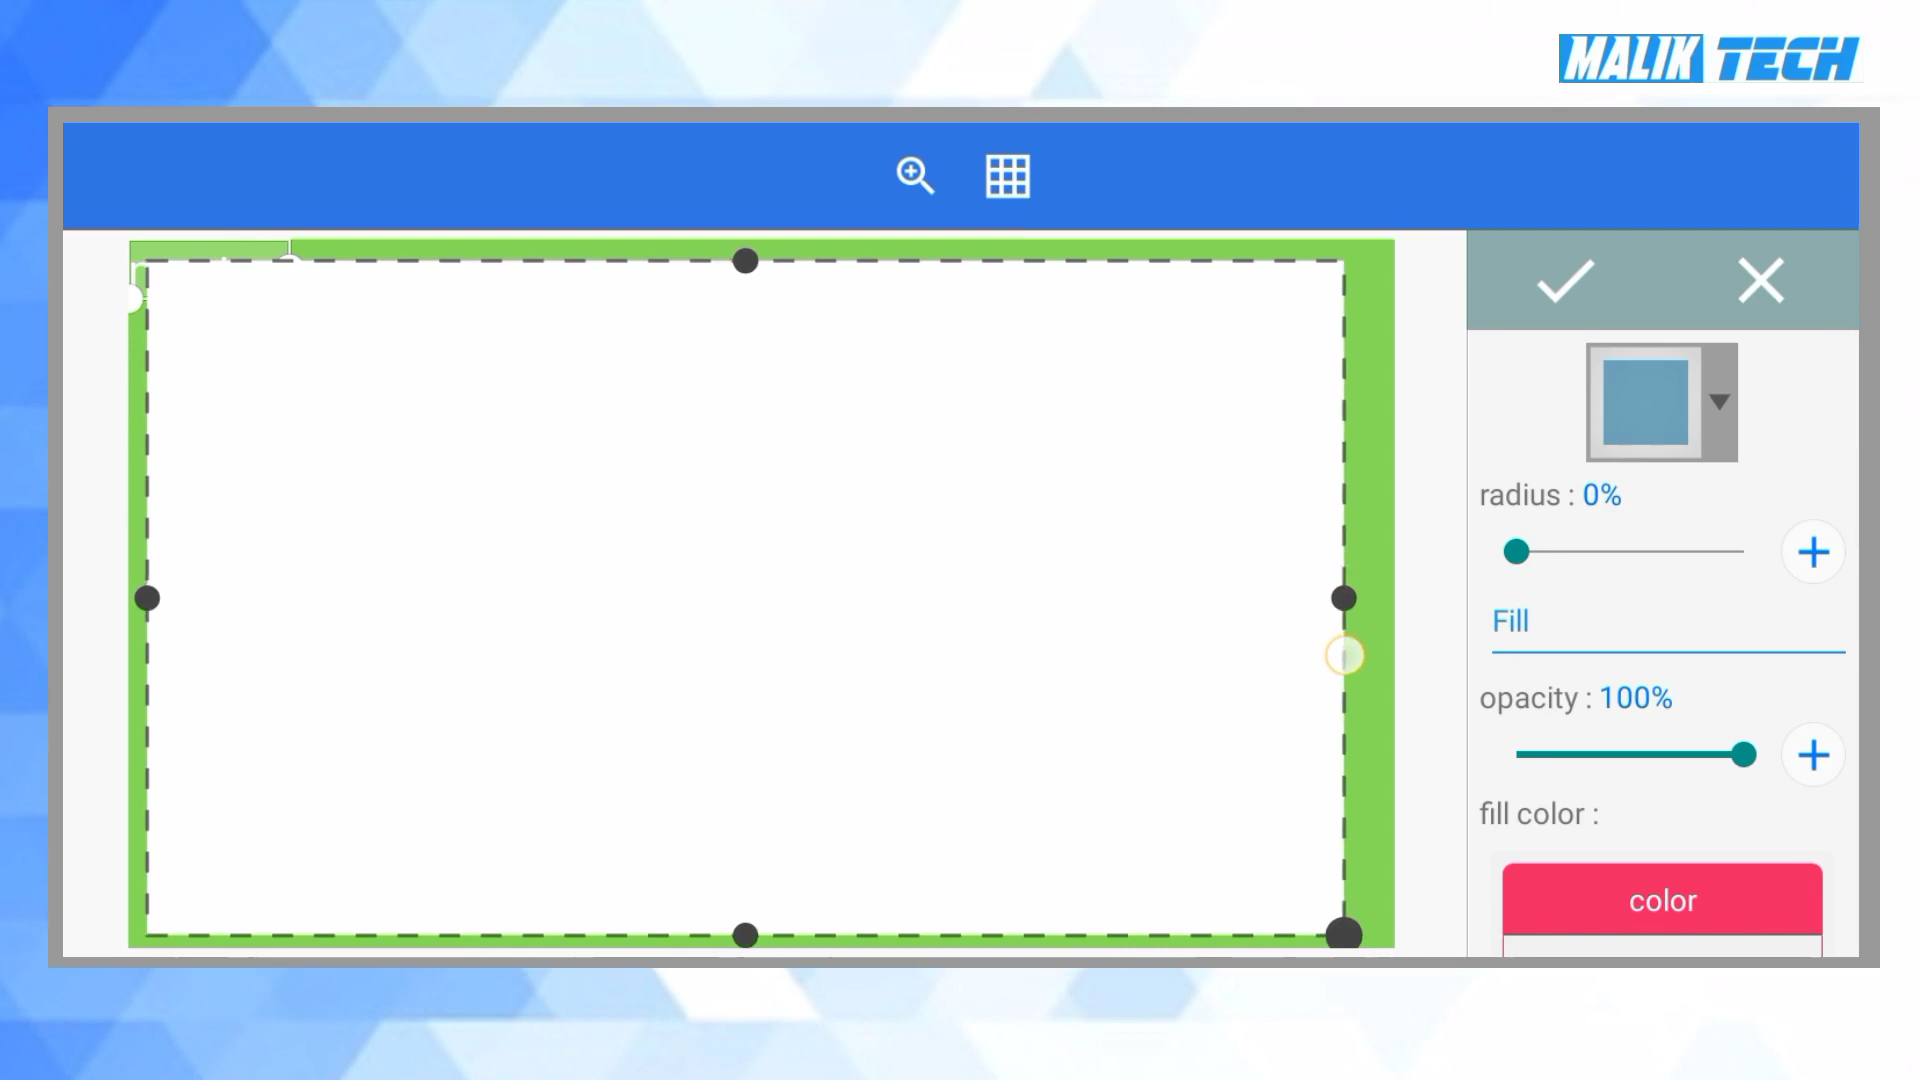 MALIK TECH
radius : 0%
Fill
opacity : 100%
fill color :
color